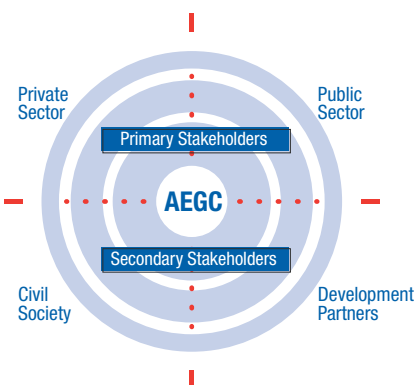 Private
Sector
Public
Sector
Primary Stakeholders
AEGC
Secondary Stakeholders
Civil
Society
Development
Partners